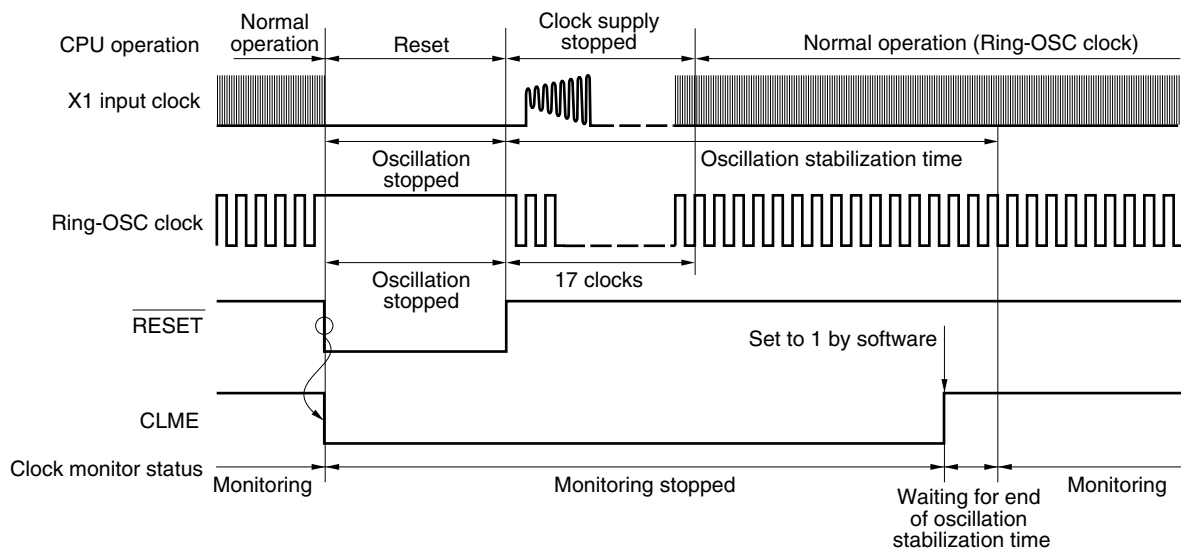 CPU operation
Normal
operation
Reset
Clock supply
stopped
Normal operation (Ring-OSC clock)
X1 input clock
Oscillation
stopped
Oscillation stabilization time
Ring-OSC clock
Oscillation
stopped
17 clocks
RESET
Set to 1 by software
CLME
Clock monitor status
Monitoring
Monitoring stopped
Waiting for end
of oscillation
stabilization time
Monitoring